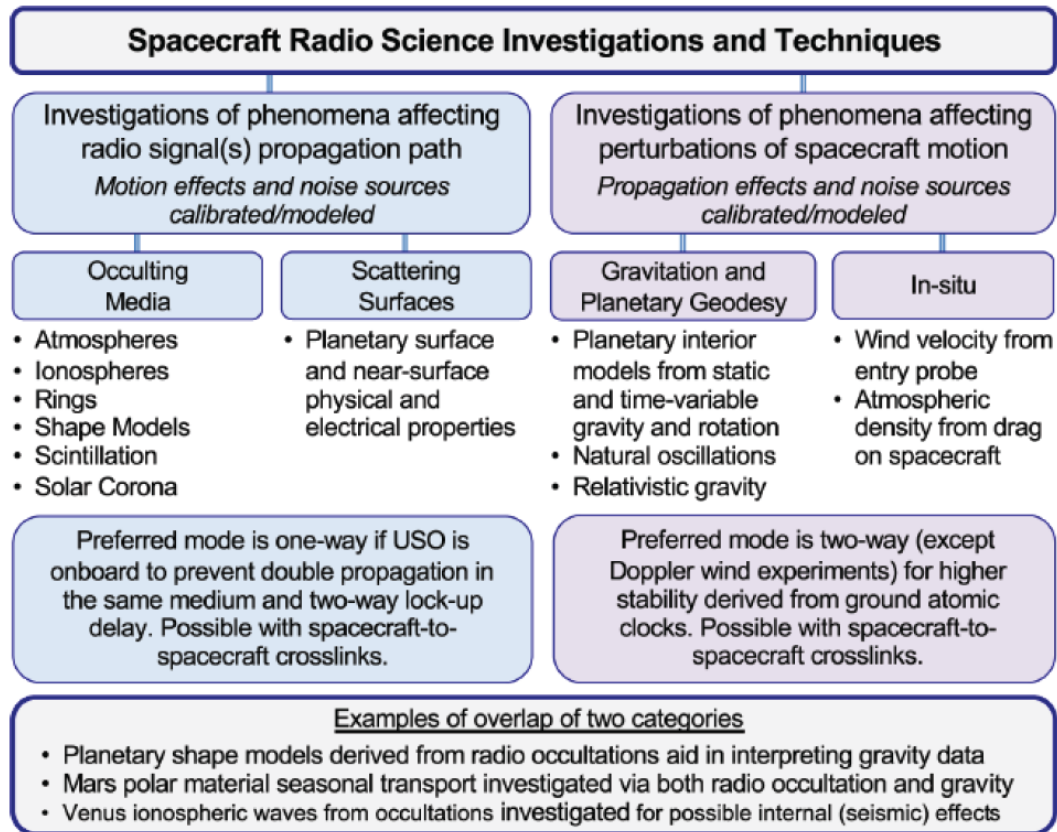 Spacecraft Radio Science Investigations and Techniques
Investigations of phenomena affecting
radio signal(s) propagation path
Motion effects and noise sources
calibrated/modeled
Investigations of phenomena affecting
perturbations of spacecraft motion
Propagation effects and noise sources
calibrated/modeled
Occulting
Media
• Atmospheres
• Ionospheres
• Rings
• Shape Models
• Scintillation
• Solar Corona
Scattering
Surfaces
• Planetary surface
and near-surface
physical and
electrical properties
Gravitation and
Planetary Geodesy
• Planetary interior
models from static
and time-variable
gravity and rotation
• Natural oscillations
• Relativistic gravity
In-situ
• Wind velocity from
entry probe
• Atmospheric
density from drag
on spacecraft
Preferred mode is one-way if USO is
onboard to prevent double propagation in
the same medium and two-way lock-up
delay. Possible with spacecraft-to-
spacecraft crosslinks.
Preferred mode is two-way (except
Doppler wind experiments) for higher
stability derived from ground atomic
clocks. Possible with spacecraft-to-
spacecraft crosslinks.
Examples of overlap of two categories
• Planetary shape models derived from radio occultations aid in interpreting gravity data
• Mars polar material seasonal transport investigated via both radio occultation and gravity
• Venus ionospheric waves from occultations investigated for possible internal (seismic) effects